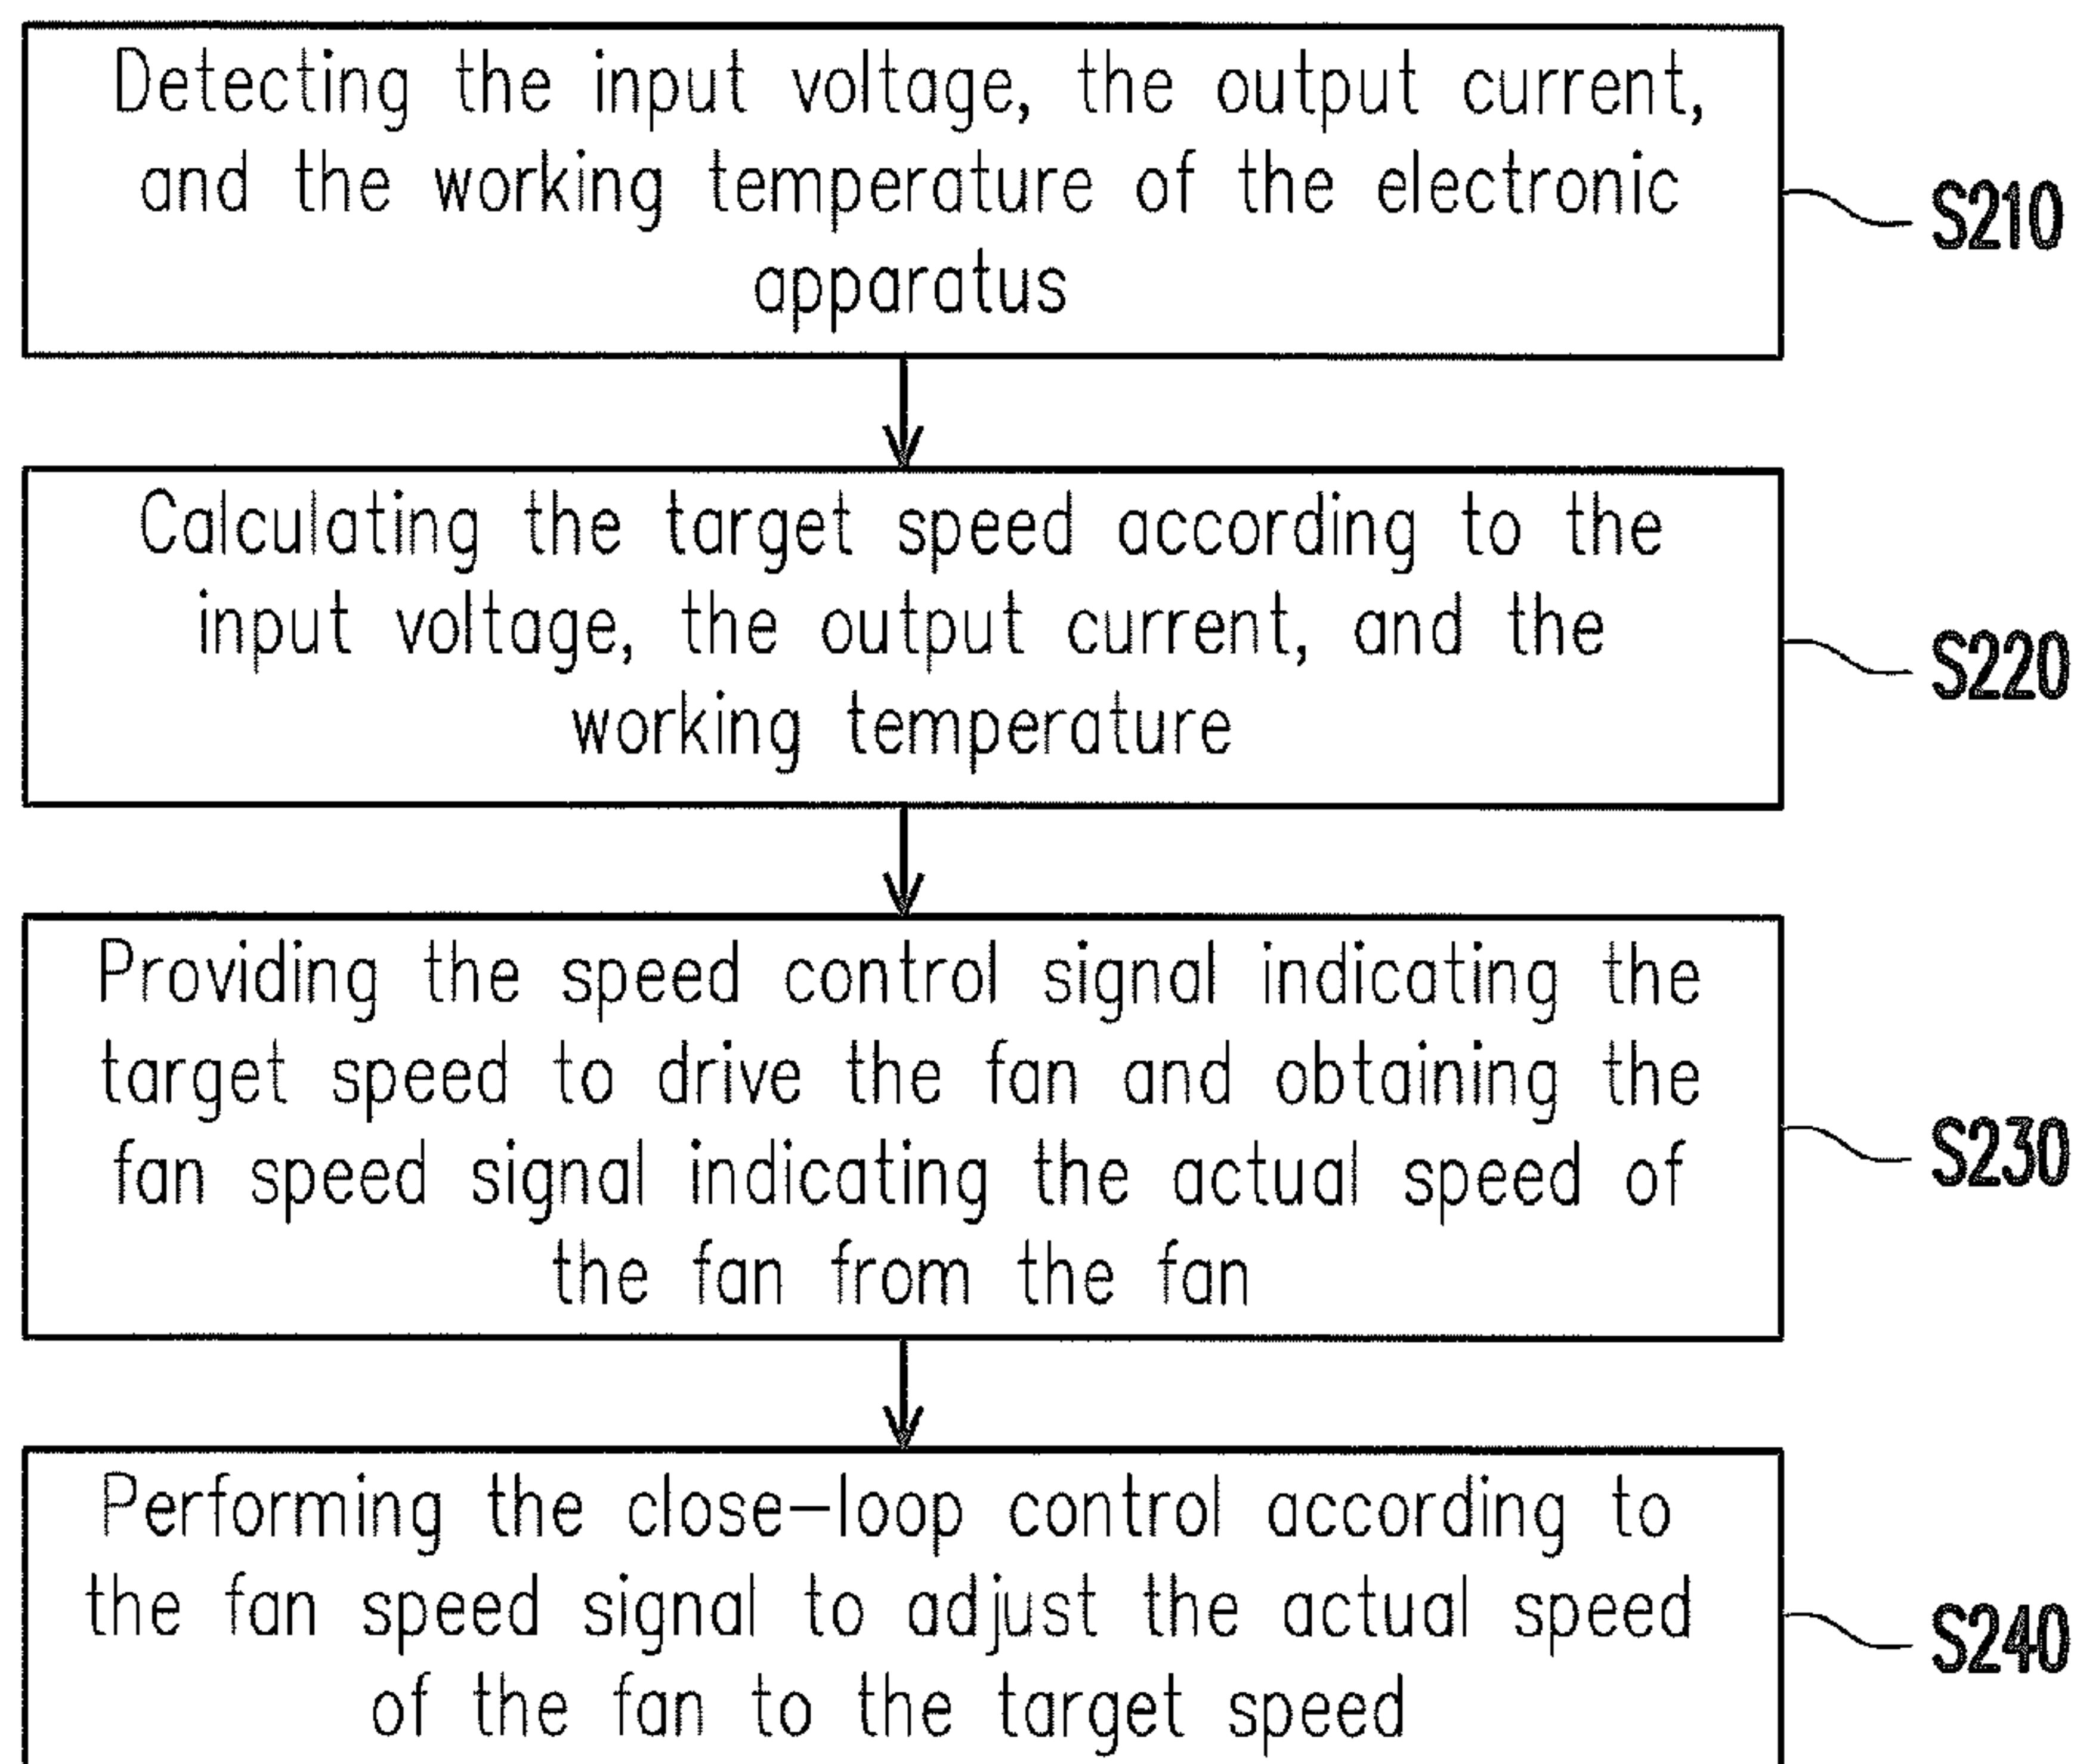 Detecting the input voltage, the output current,
and the working temperature of the electronic
apparatus
S210
Calculating the target speed according to the
input voltage, the output current, and the
working temperature
S220
Providing the speed control signal indicating the
target speed to drive the fan and obtaining the
fan speed signal indicating the actual speed of
the fan from the fan
S230
Performing the close-loop control according to
the fan speed signal to adjust the actual speed
of the fan to the target speed
S240